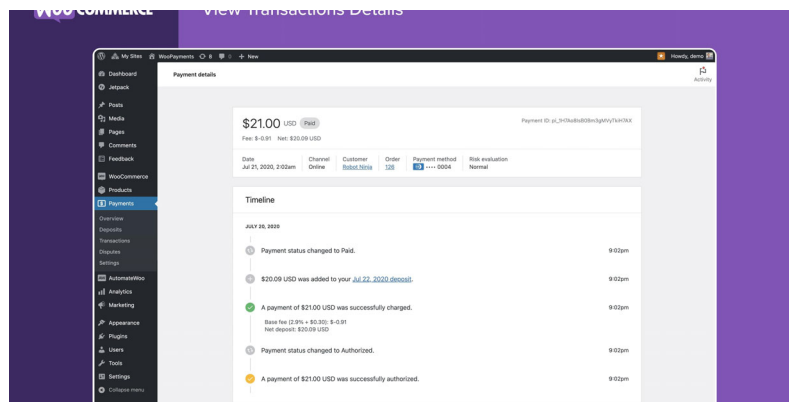 WOO COMMERCE
View Transactions Details
My Sites WooPayments 8 0 + New
Howdy, demo
Dashboard
Jetpack
Posts
Media
Pages
Comments
Feedback
WooCommerce
Products
Payments
Overview
Deposits
Transactions
Disputes
Settings
AutomateWoo
Analytics
Marketing
Appearance
Plugins
Users
Tools
Settings
Collapse menu
Payment details
Activity
$21.00 USD Paid
Fee: $-0.91 Net: $20.09 USD
Date Channel Customer Order Payment method Risk evaluation
Jul 21, 2020, 2:02am Online Robot Ninja 126 •••• 0004 Normal
Timeline
JULY 20, 2020
Payment status changed to Paid. 9:02pm
$20.09 USD was added to your Jul 22, 2020 deposit. 9:02pm
A payment of $21.00 USD was successfully charged. 9:02pm
Base fee (2.9% + $0.30): $-0.91
Net deposit: $20.09 USD
Payment status changed to Authorized. 9:02pm
A payment of $21.00 USD was successfully authorized. 9:02pm